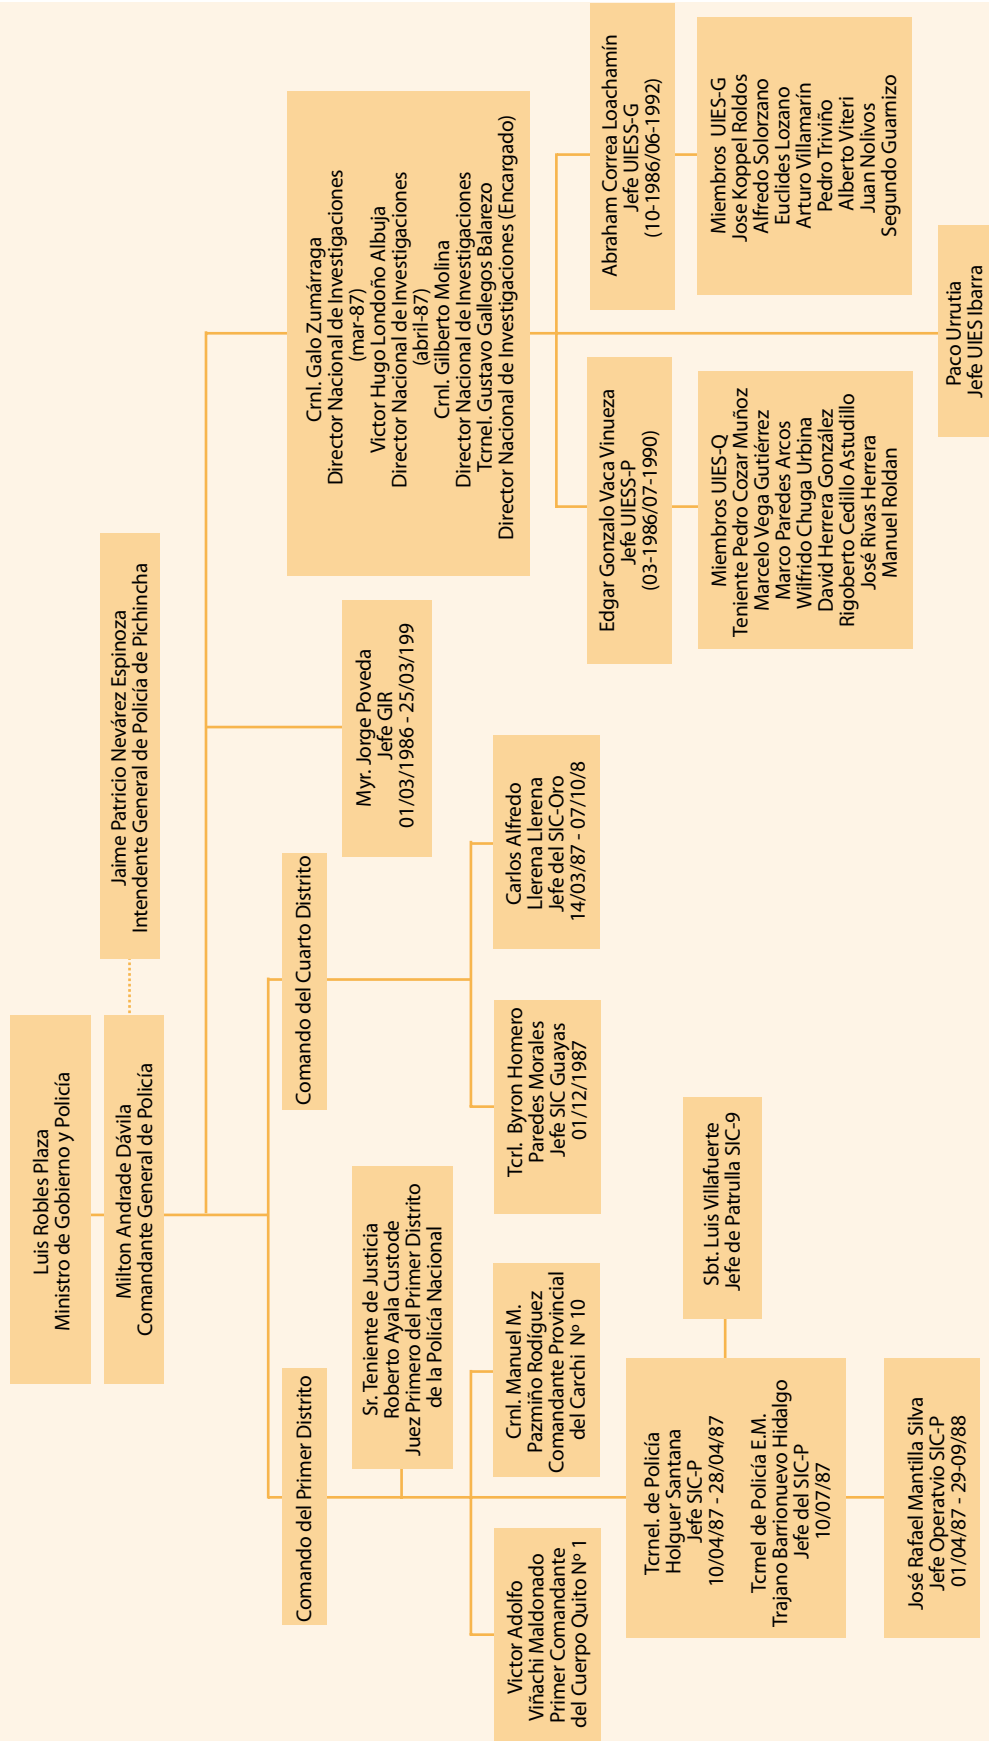 Luis Robles Plaza
Ministro de Gobierno y Policía
Milton Andrade Dávila
Comandante General de Policía
Jaime Patricio Nevárez Espinoza
Intendente General de Policía de Pichincha
Comando del Primer Distrito
Sr. Teniente de Justicia
Roberto Ayala Custode
Juez Primero del Primer Distrito
de la Policía Nacional
Victor Adolfo
Viñachi Maldonado
Primer Comandante
del Cuerpo Quito Nº 1
Crnl. Manuel M.
Pazmiño Rodíguez
Comandante Provincial
del Carchi Nº 10
Tcrnel. de Policía
Holguer Santana
Jefe SIC-P
10/04/87 - 28/04/87
Tcrnel de Policía E.M.
Trajano Barrionuevo Hidalgo
Jefe del SIC-P
10/07/87
Sbt. Luis Villafuerte
Jefe de Patrulla SIC-9
José Rafael Mantilla Silva
Jefe Operatvio SIC-P
01/04/87 - 29-09/88
Comando del Cuarto Distrito
Tcrl. Byron Homero
Paredes Morales
Jefe SIC Guayas
01/12/1987
Carlos Alfredo
Llerena Llerena
Jefe del SIC-Oro
14/03/87 - 07/10/8
Myr. Jorge Poveda
Jefe GIR
01/03/1986 - 25/03/199
Crnl. Galo Zumárraga
Director Nacional de Investigaciones
(mar-87)
Victor Hugo Londoño Albuja
Director Nacional de Investigaciones
(abril-87)
Crnl. Gilberto Molina
Director Nacional de Investigaciones
Tcrnel. Gustavo Gallegos Balarezo
Director Nacional de Investigaciones (Encargado)
Edgar Gonzalo Vaca Vinueza
Jefe UIESS-P
(03-1986/07-1990)
Miembros UIES-Q
Teniente Pedro Cozar Muñoz
Marcelo Vega Gutiérrez
Marco Paredes Arcos
Wilfrido Chuga Urbina
David Herrera González
Rigoberto Cedillo Astudillo
José Rivas Herrera
Manuel Roldan
Abraham Correa Loachamín
Jefe UIESS-G
(10-1986/06-1992)
Miembros UIES-G
Jose Koppel Roldos
Alfredo Solorzano
Euclides Lozano
Arturo Villamarín
Pedro Triviño
Alberto Viteri
Juan Nolivos
Segundo Guarnizo
Paco Urrutia
Jefe UIES Ibarra